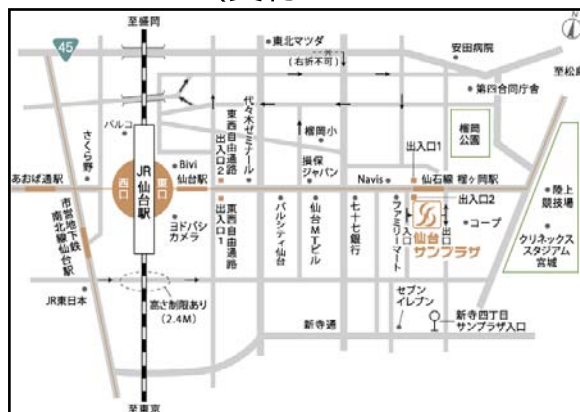 至盛岡
N
45
東北マツダ
(右折不可)
安田病院
至松島
第四合同庁舎
パルコ
さくら野
東西自由通路
出入口2
代々木ゼミナール
榴岡小
損保
ジャパン
榴岡
公園
出入口1
あおば通駅
西口
JR仙台駅
東口
Bivi
仙台駅
Navis
仙石線 榴ヶ岡駅
出入口2
陸上
競技場
市営地下鉄
南北線仙台駅
ヨドバシ
カメラ
東西自由通路
出入口1
パルシティ仙台
仙台MTビル
七十七銀行
ファミリーマート
入口
出口
仙台
サンプラザ
コープ
クリネックス
スタジアム
宮城
JR東日本
高さ制限あり
(2.4M)
セブン
イレブン
新寺通
新寺四丁目
サンプラザ入口
至東京